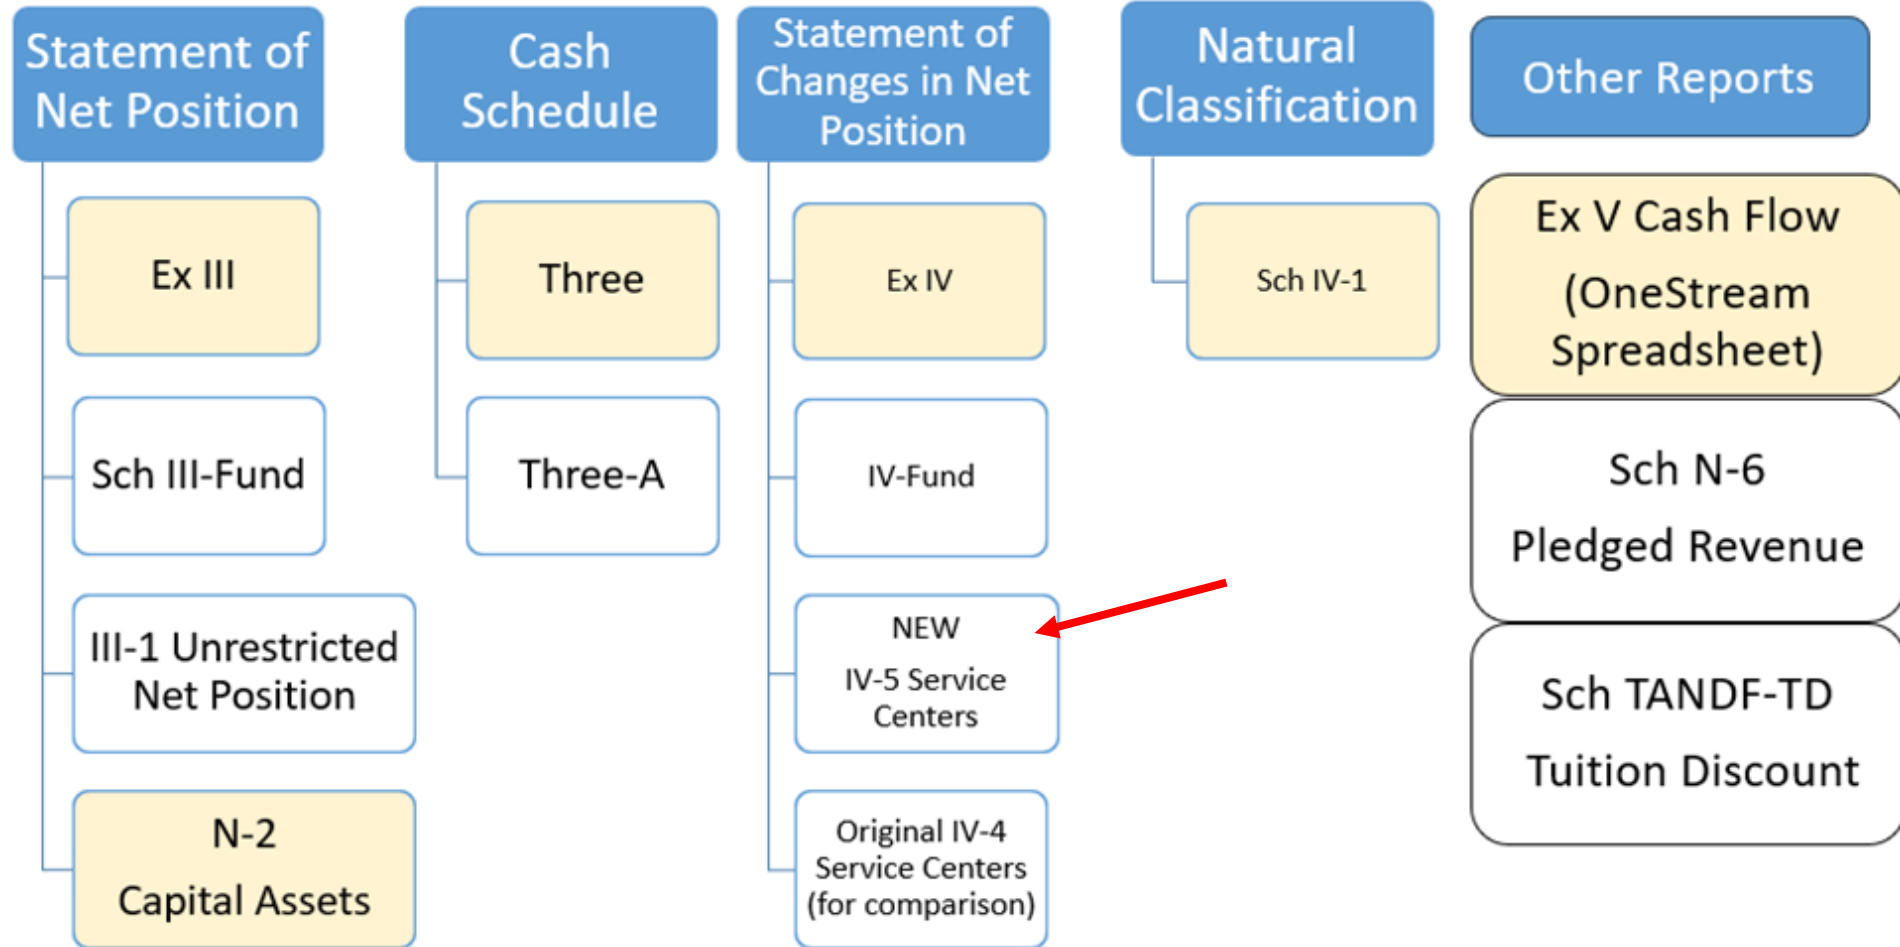 Statement of
Net Position
Ex III
Sch III-Fund
III-1 Unrestricted
Net Position
N-2
Capital Assets
Cash
Schedule
Three
Three-A
Statement of
Changes in Net
Position
Ex IV
IV-Fund
NEW
IV-5 Service
Centers
Original IV-4
Service Centers
(for comparison)
Natural
Classification
Sch IV-1
Other Reports
Ex V Cash Flow
(OneStream
Spreadsheet)
Sch N-6
Pledged Revenue
Sch TANDF-TD
Tuition Discount